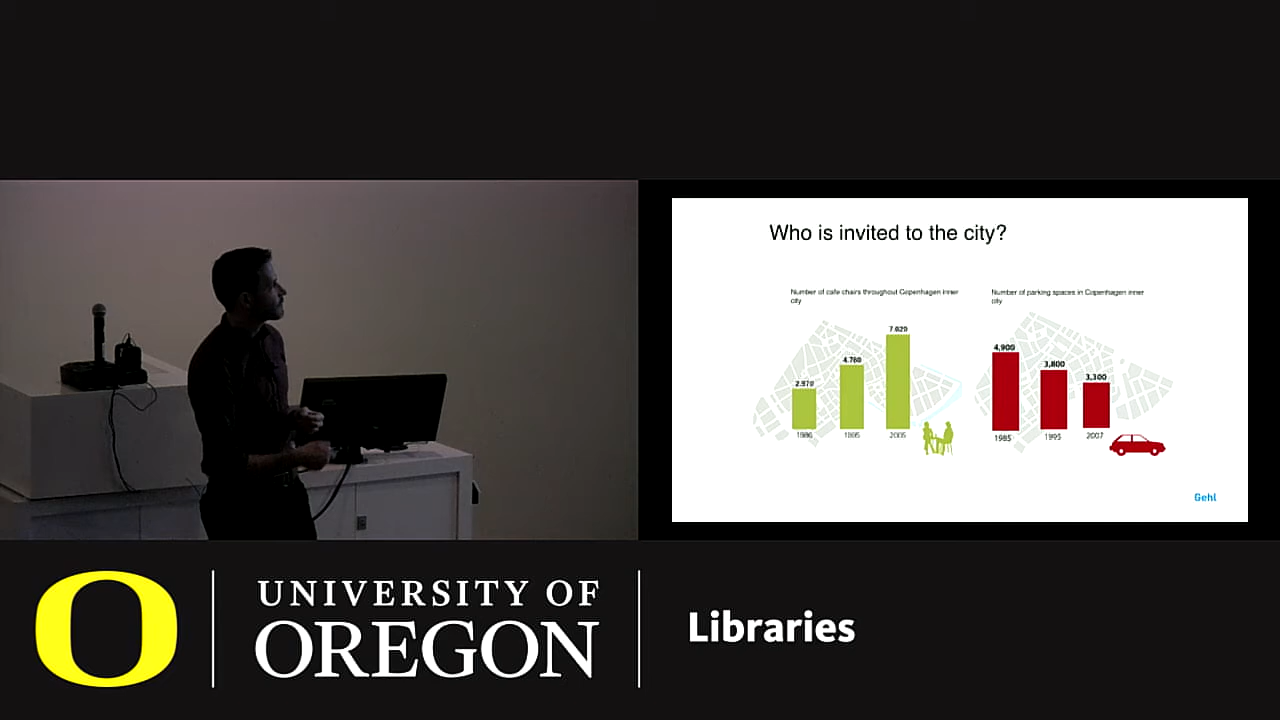 Who is invited to the city?
Number of cafe chairs throughout Copenhagen inner
city
Number of parking spaces in Copenhagen inner
city
2.970
4.780
7.020
1986
1995
2005
4,900
3,800
3,300
1985
1995
2007
Gehl
UNIVERSITY OF
OREGON
Libraries